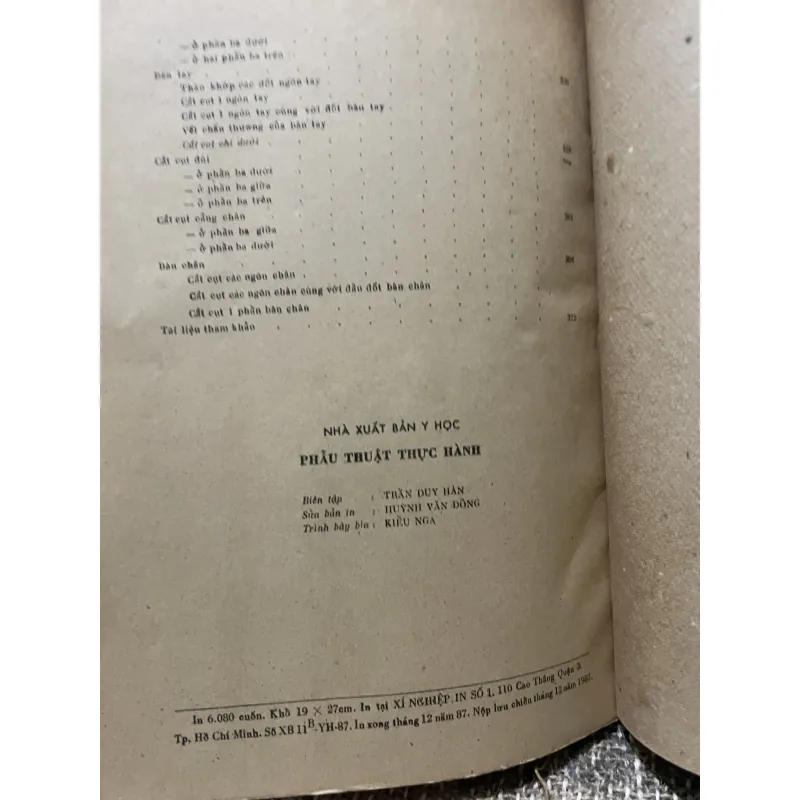 — ở phần ba dưới
— ở hai phần ba trên
Bàn tay
Tháo khớp các đốt ngón tay
Cắt cụt 1 ngón tay
Cắt cụt 1 ngón tay cùng với đốt bàn tay
Vết chấn thương của bàn tay
Cắt cụt chi dưới
Cắt cụt đùi
— ở phần ba dưới
— ở phần ba giữa
— ở phần ba trên
Cắt cụt cẳng chân
— ở phần ba giữa
— ở phần ba dưới
Bàn chân
Cắt cụt các ngón chân
Cắt cụt các ngón chân cùng với đầu đốt bàn chân
Cắt cụt 1 phần bàn chân
Tài liệu tham khảo
NHÀ XUẤT BẢN Y HỌC
PHẪU THUẬT THỰC HÀNH
Biên tập : TRẦN DUY HÂN
Sửa bản in : HUỲNH VĂN ĐỒNG
Trình bày bìa : KIỀU NGA
In 6.080 cuốn. Khổ 19 × 27cm. In tại XÍ NGHIỆP IN SỐ 1, 110 Cao Thắng Quận 3
Tp. Hồ Chí Minh. Số XB 11B-YH-87. In xong tháng 12 năm 87. Nộp lưu chiểu tháng 12 năm 1987.